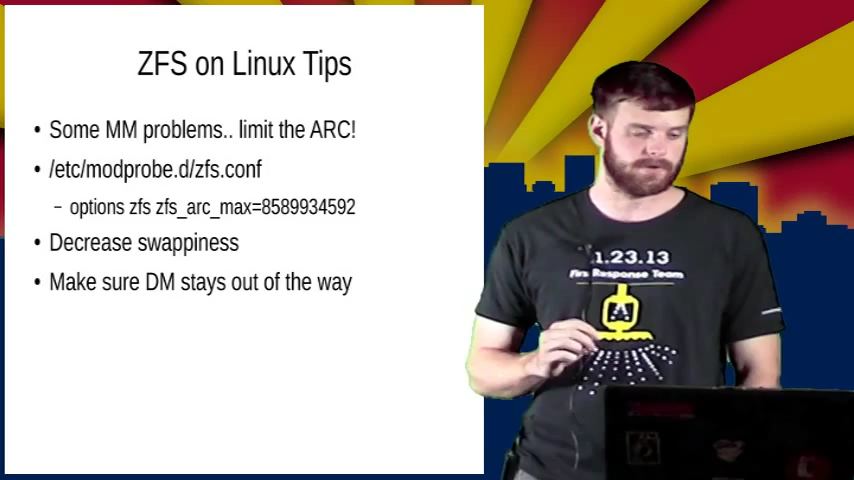 ZFS on Linux Tips
• Some MM problems.. limit the ARC!
• /etc/modprobe.d/zfs.conf
– options zfs zfs_arc_max=8589934592
• Decrease swappiness
• Make sure DM stays out of the way
1.23.13
First Response Team